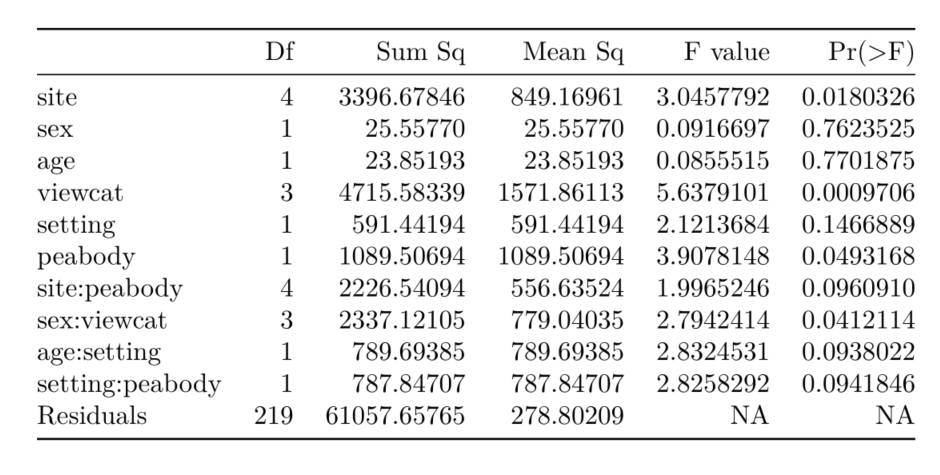 Df Sum Sq Mean Sq F value Pr(>F)
site 4 3396.67846 849.16961 3.0457792 0.0180326
sex 1 25.55770 25.55770 0.0916697 0.7623525
age 1 23.85193 23.85193 0.0855515 0.7701875
viewcat 3 4715.58339 1571.86113 5.6379101 0.0009706
setting 1 591.44194 591.44194 2.1213684 0.1466889
peabody 1 1089.50694 1089.50694 3.9078148 0.0493168
site:peabody 4 2226.54094 556.63524 1.9965246 0.0960910
sex:viewcat 3 2337.12105 779.04035 2.7942414 0.0412114
age:setting 1 789.69385 789.69385 2.8324531 0.0938022
setting:peabody 1 787.84707 787.84707 2.8258292 0.0941846
Residuals 219 61057.65765 278.80209 NA NA